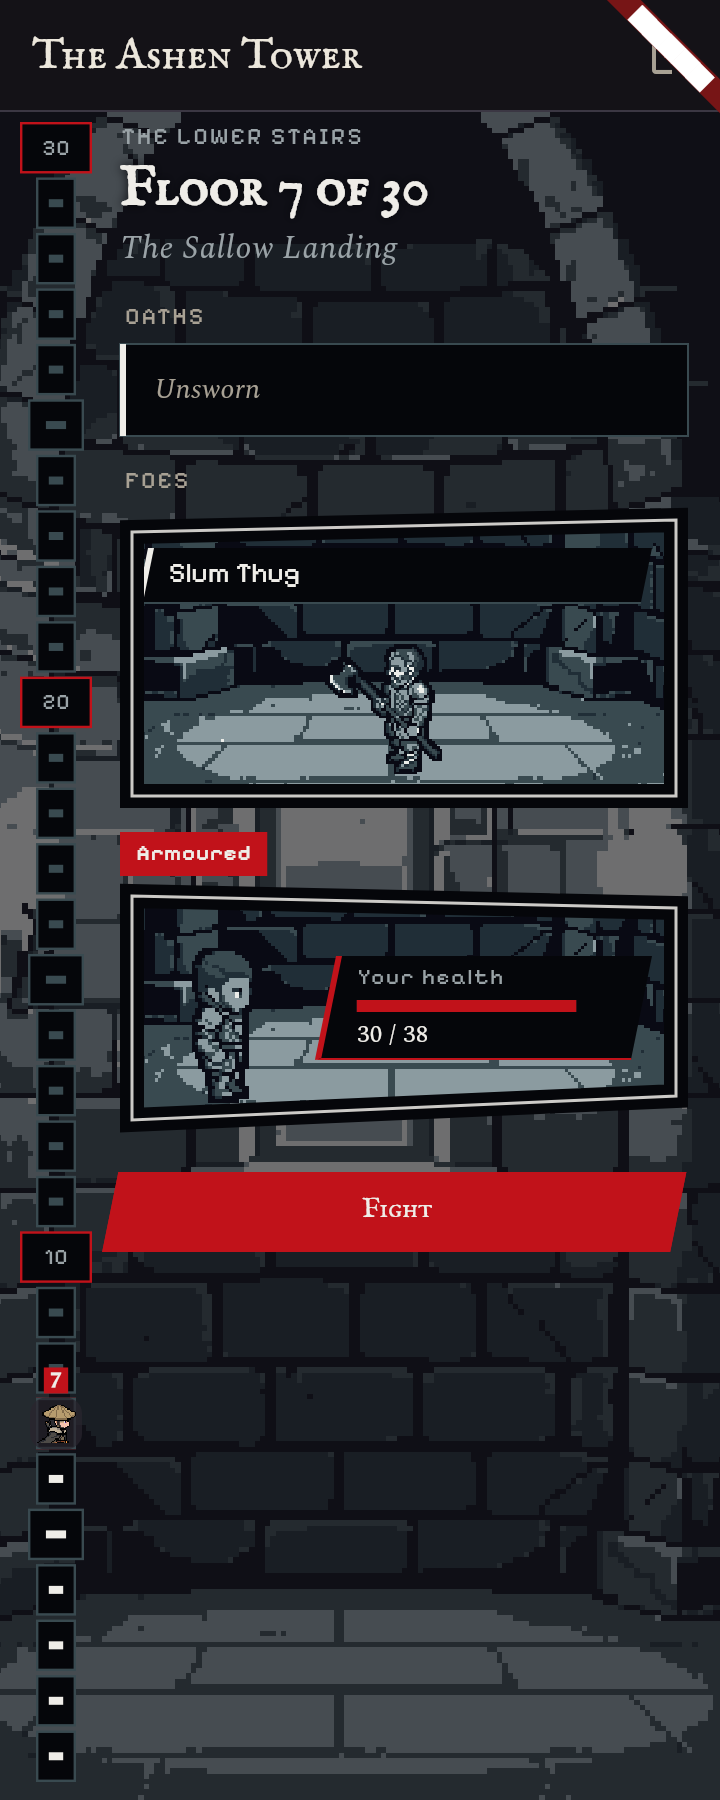 The Ashen Tower
30
THE LOWER STAIRS
Floor 7 of 30
The Sallow Landing
OATHS
Unsworn
FOES
Slum Thug
20
Armoured
Your health
30 / 38
Fight
10
7